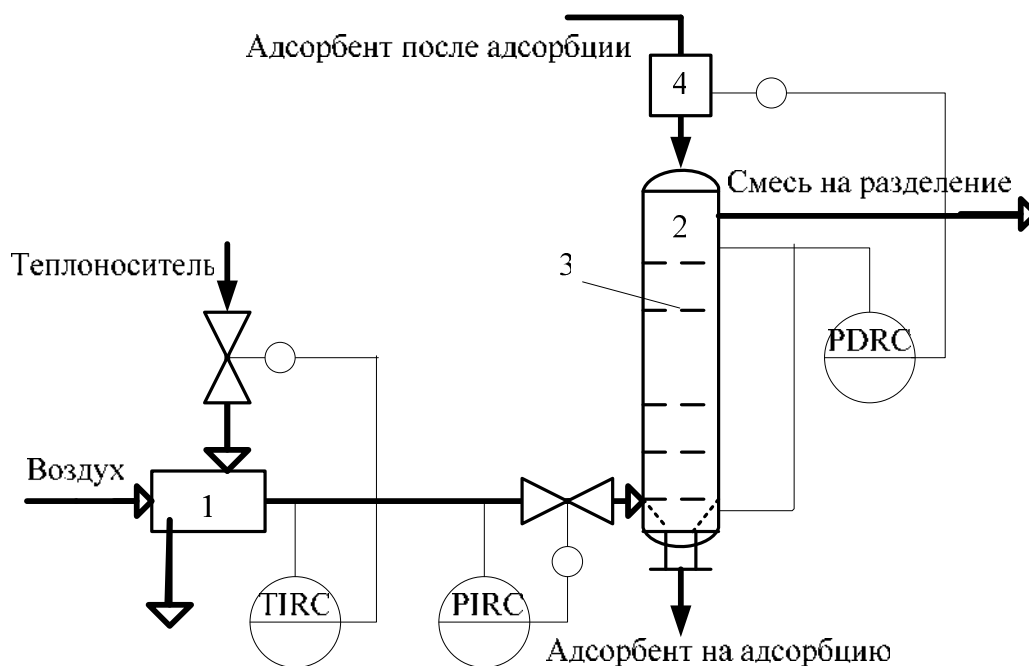 Адсорбент после адсорбции
4
Смесь на разделение
2
Теплоноситель
3
PDRC
Воздух
1
TIRC
PIRC
Адсорбент на адсорбцию